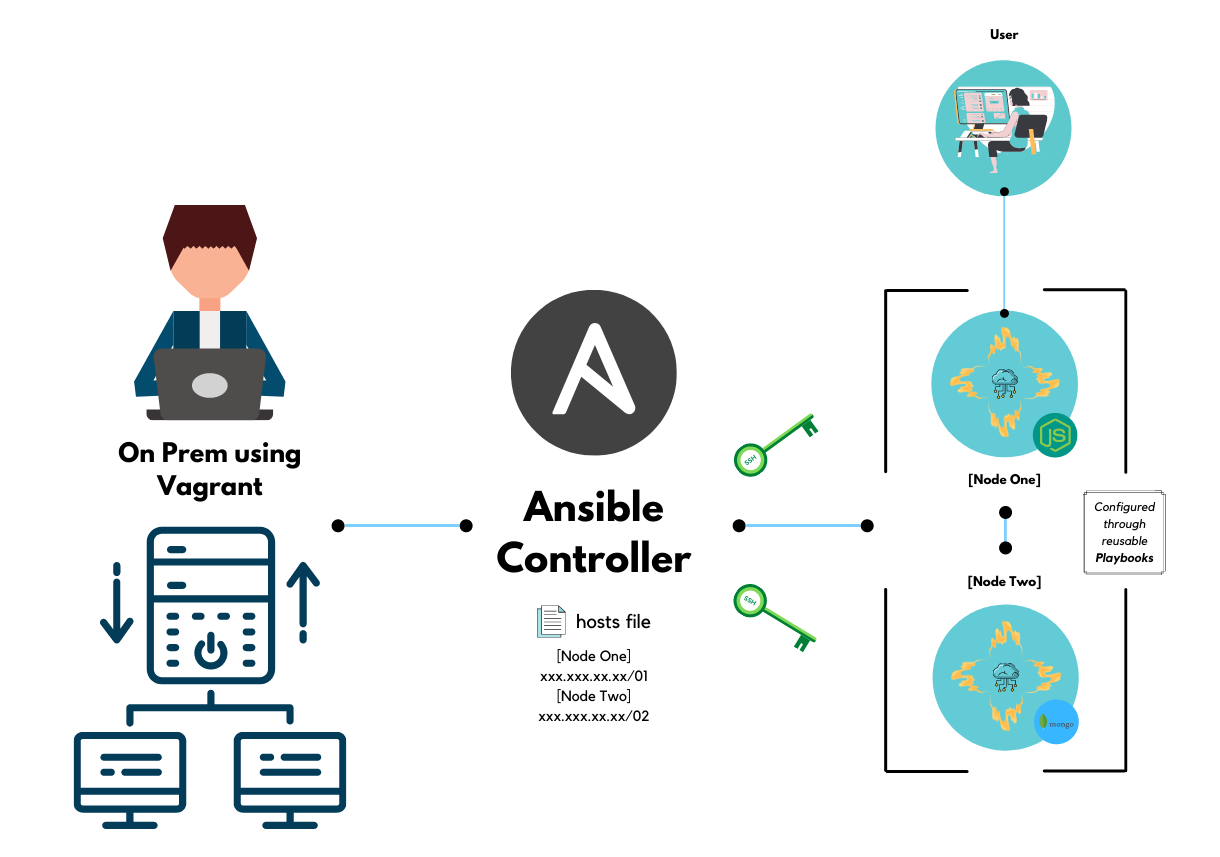 User
On Prem using
Vagrant
Ansible
Controller
hosts file
[Node One]
xxx.xxx.xx.xx/01
[Node Two]
xxx.xxx.xx.xx/02
SSH
SSH
JS
[Node One]
Configured
through
reusable
Playbooks
[Node Two]
mongo